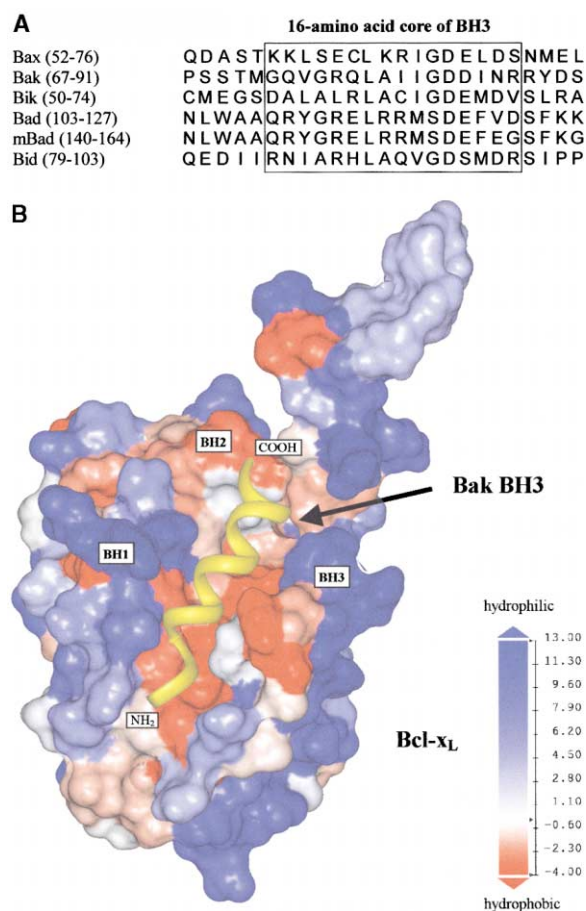 A
16-amino acid core of BH3
Bax (52-76) QDASTKKLSECLKRIGDELDSNMEL
Bak (67-91) PSSTMGQVGRQLAIIGDDINRRYDS
Bik (50-74) CMEGSDALALRLACIGDEMDVSLRA
Bad (103-127) NLWAAQRYGRELRRMSDEFVDSFKK
mBad (140-164) NLWAAQRYGRELRRMSDEFEGSFKG
Bid (79-103) QEDIIRNIARHLAQVGDSMDRSIPP
B
BH2
COOH
Bak BH3
BH1
BH3
NH2
Bcl-xL
hydrophilic
13.00
11.30
9.60
7.90
6.20
4.50
2.80
1.10
-0.60
-2.30
-4.00
hydrophobic